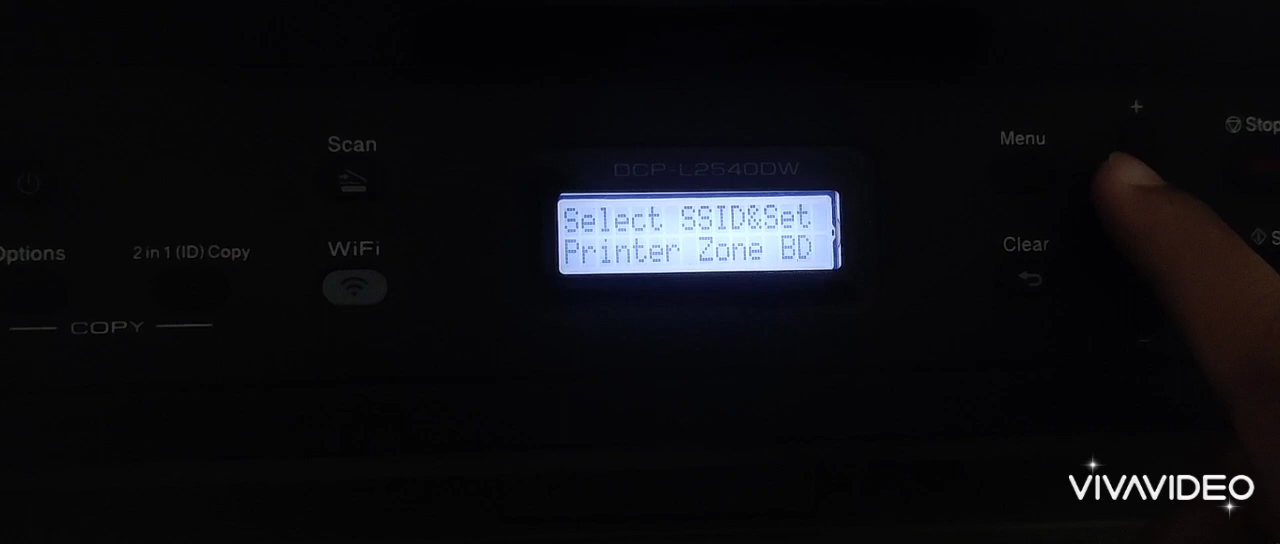 Scan
DCP-L2540DW
Menu
+
Stop
Select SSID&Set
Printer Zone BD
Options
2 in 1 (ID) Copy
WiFi
Clear
COPY
VIVAVIDEO